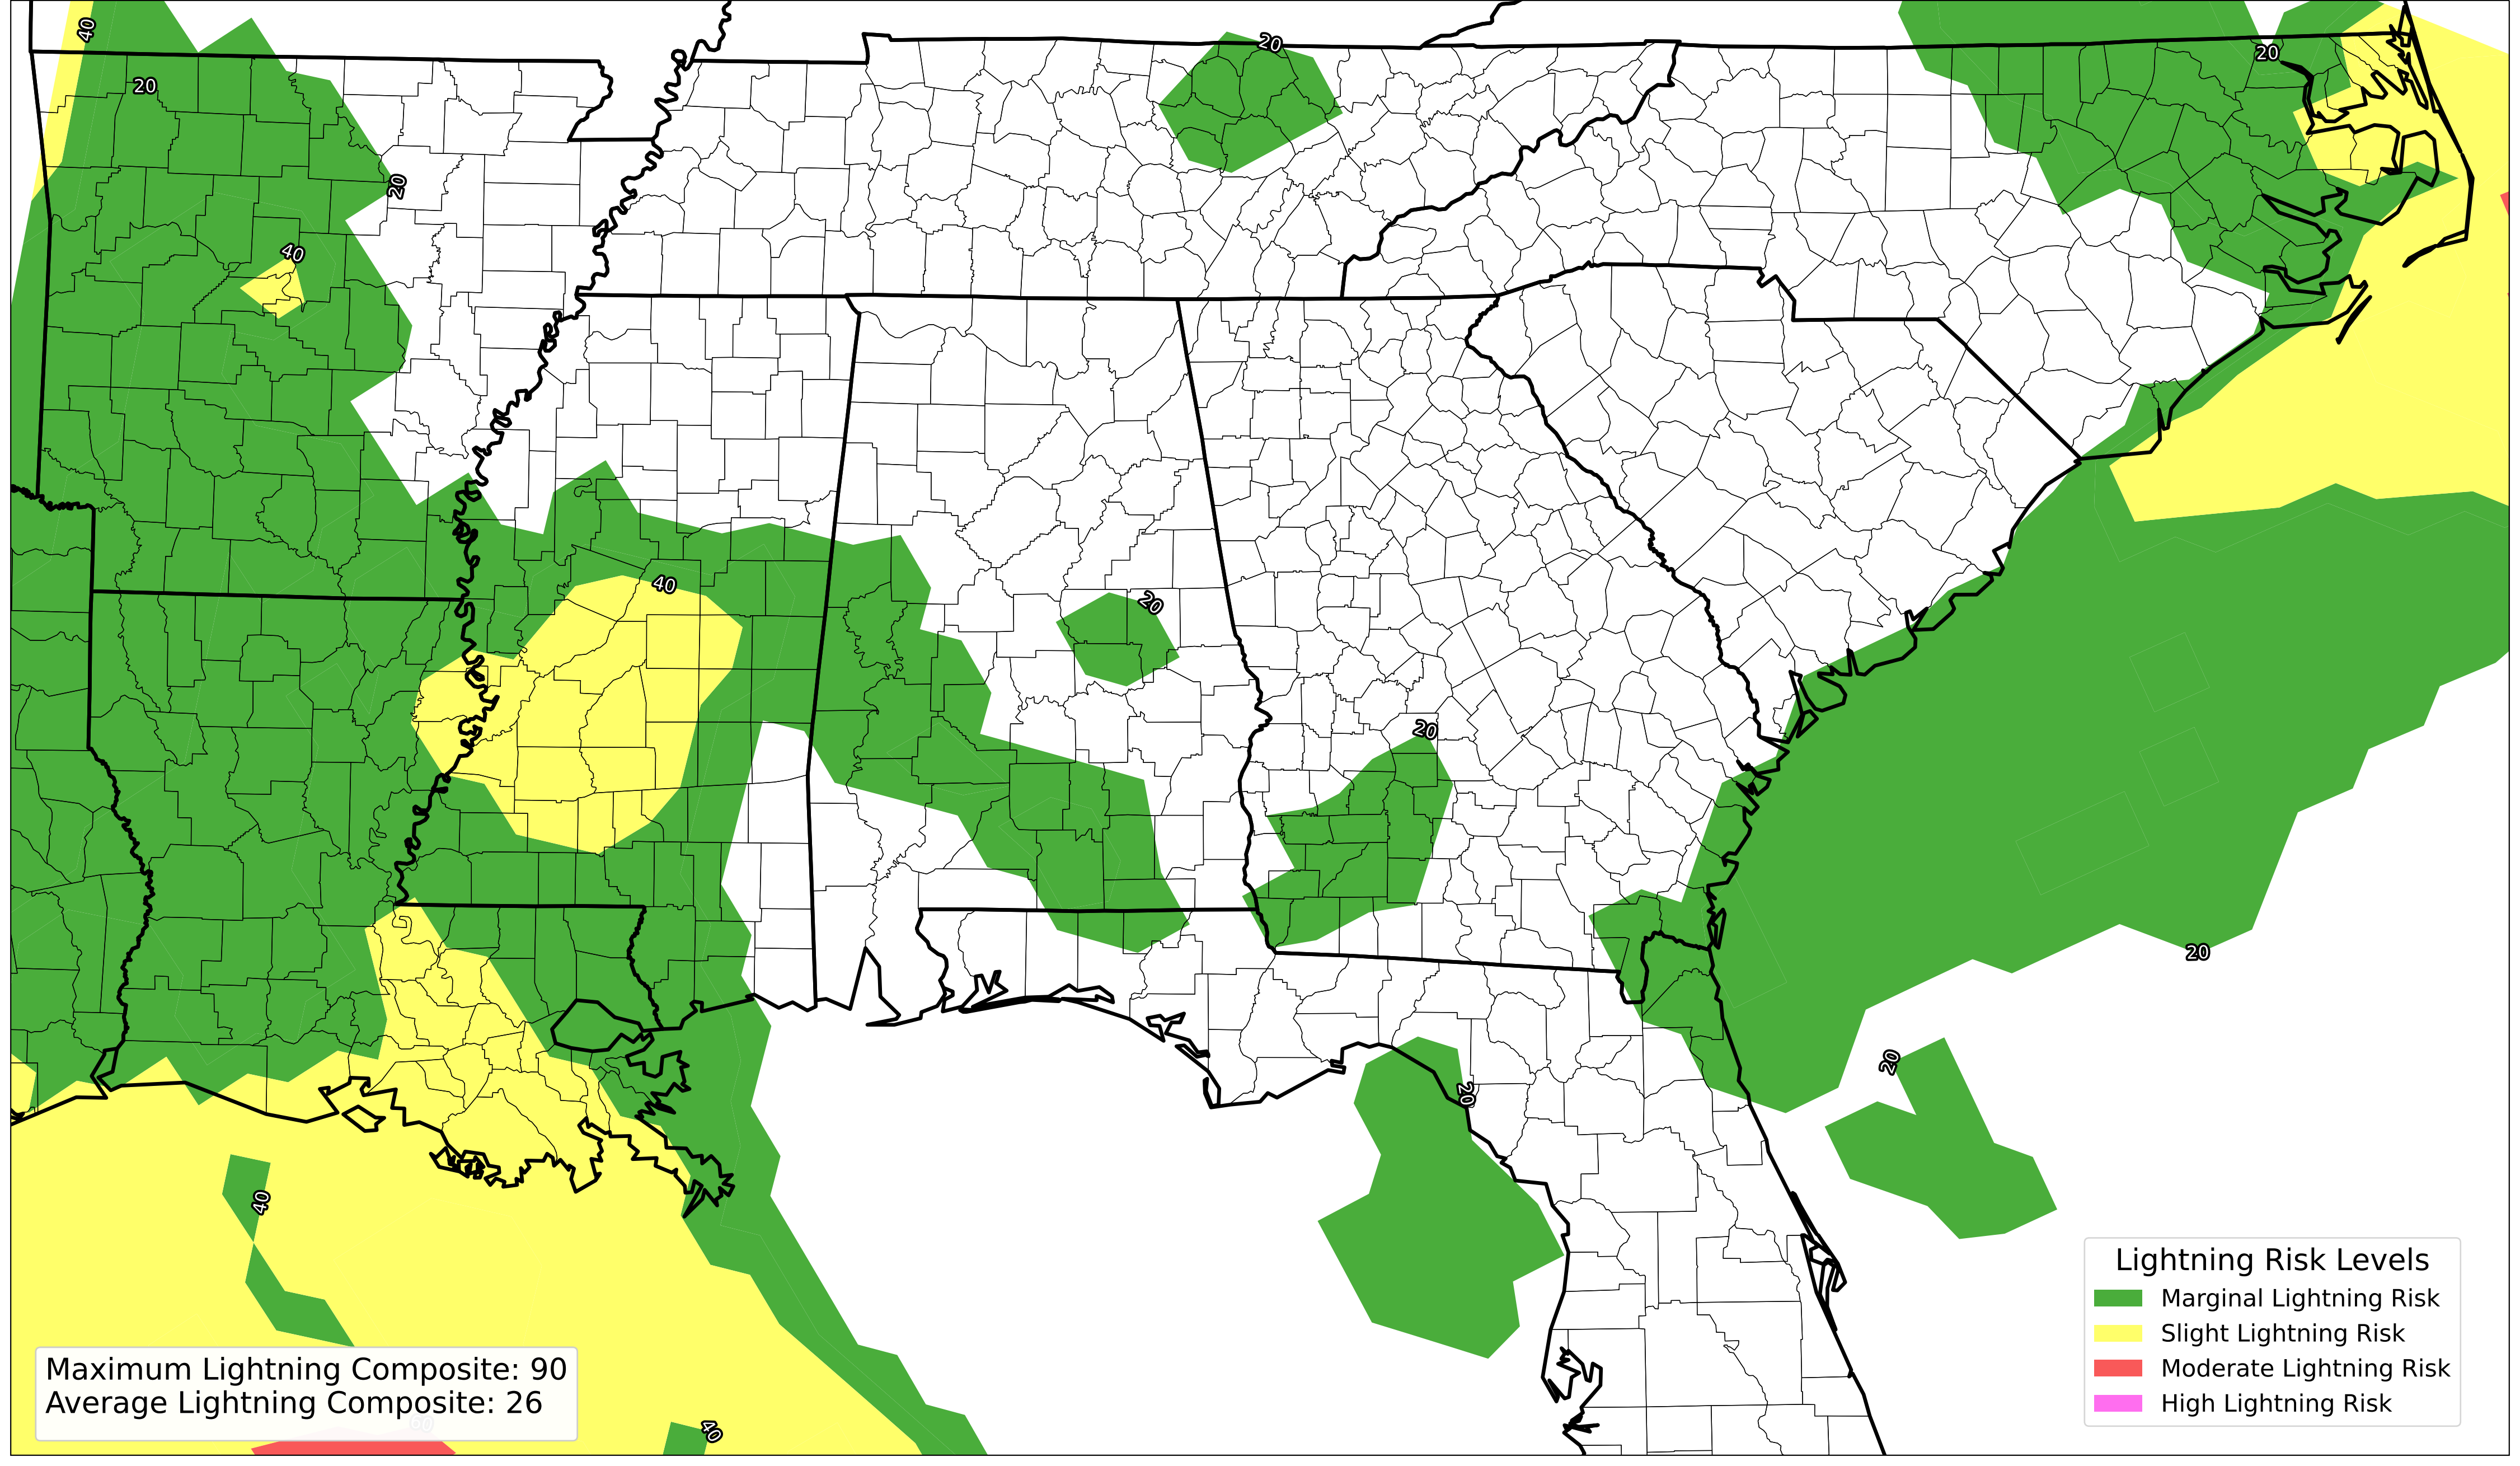 40
20
20
20
20
40
40
20
20
20
20
20
40
Lightning Risk Levels
Marginal Lightning Risk
Slight Lightning Risk
Moderate Lightning Risk
High Lightning Risk
Maximum Lightning Composite: 90
Average Lightning Composite: 26
60
40